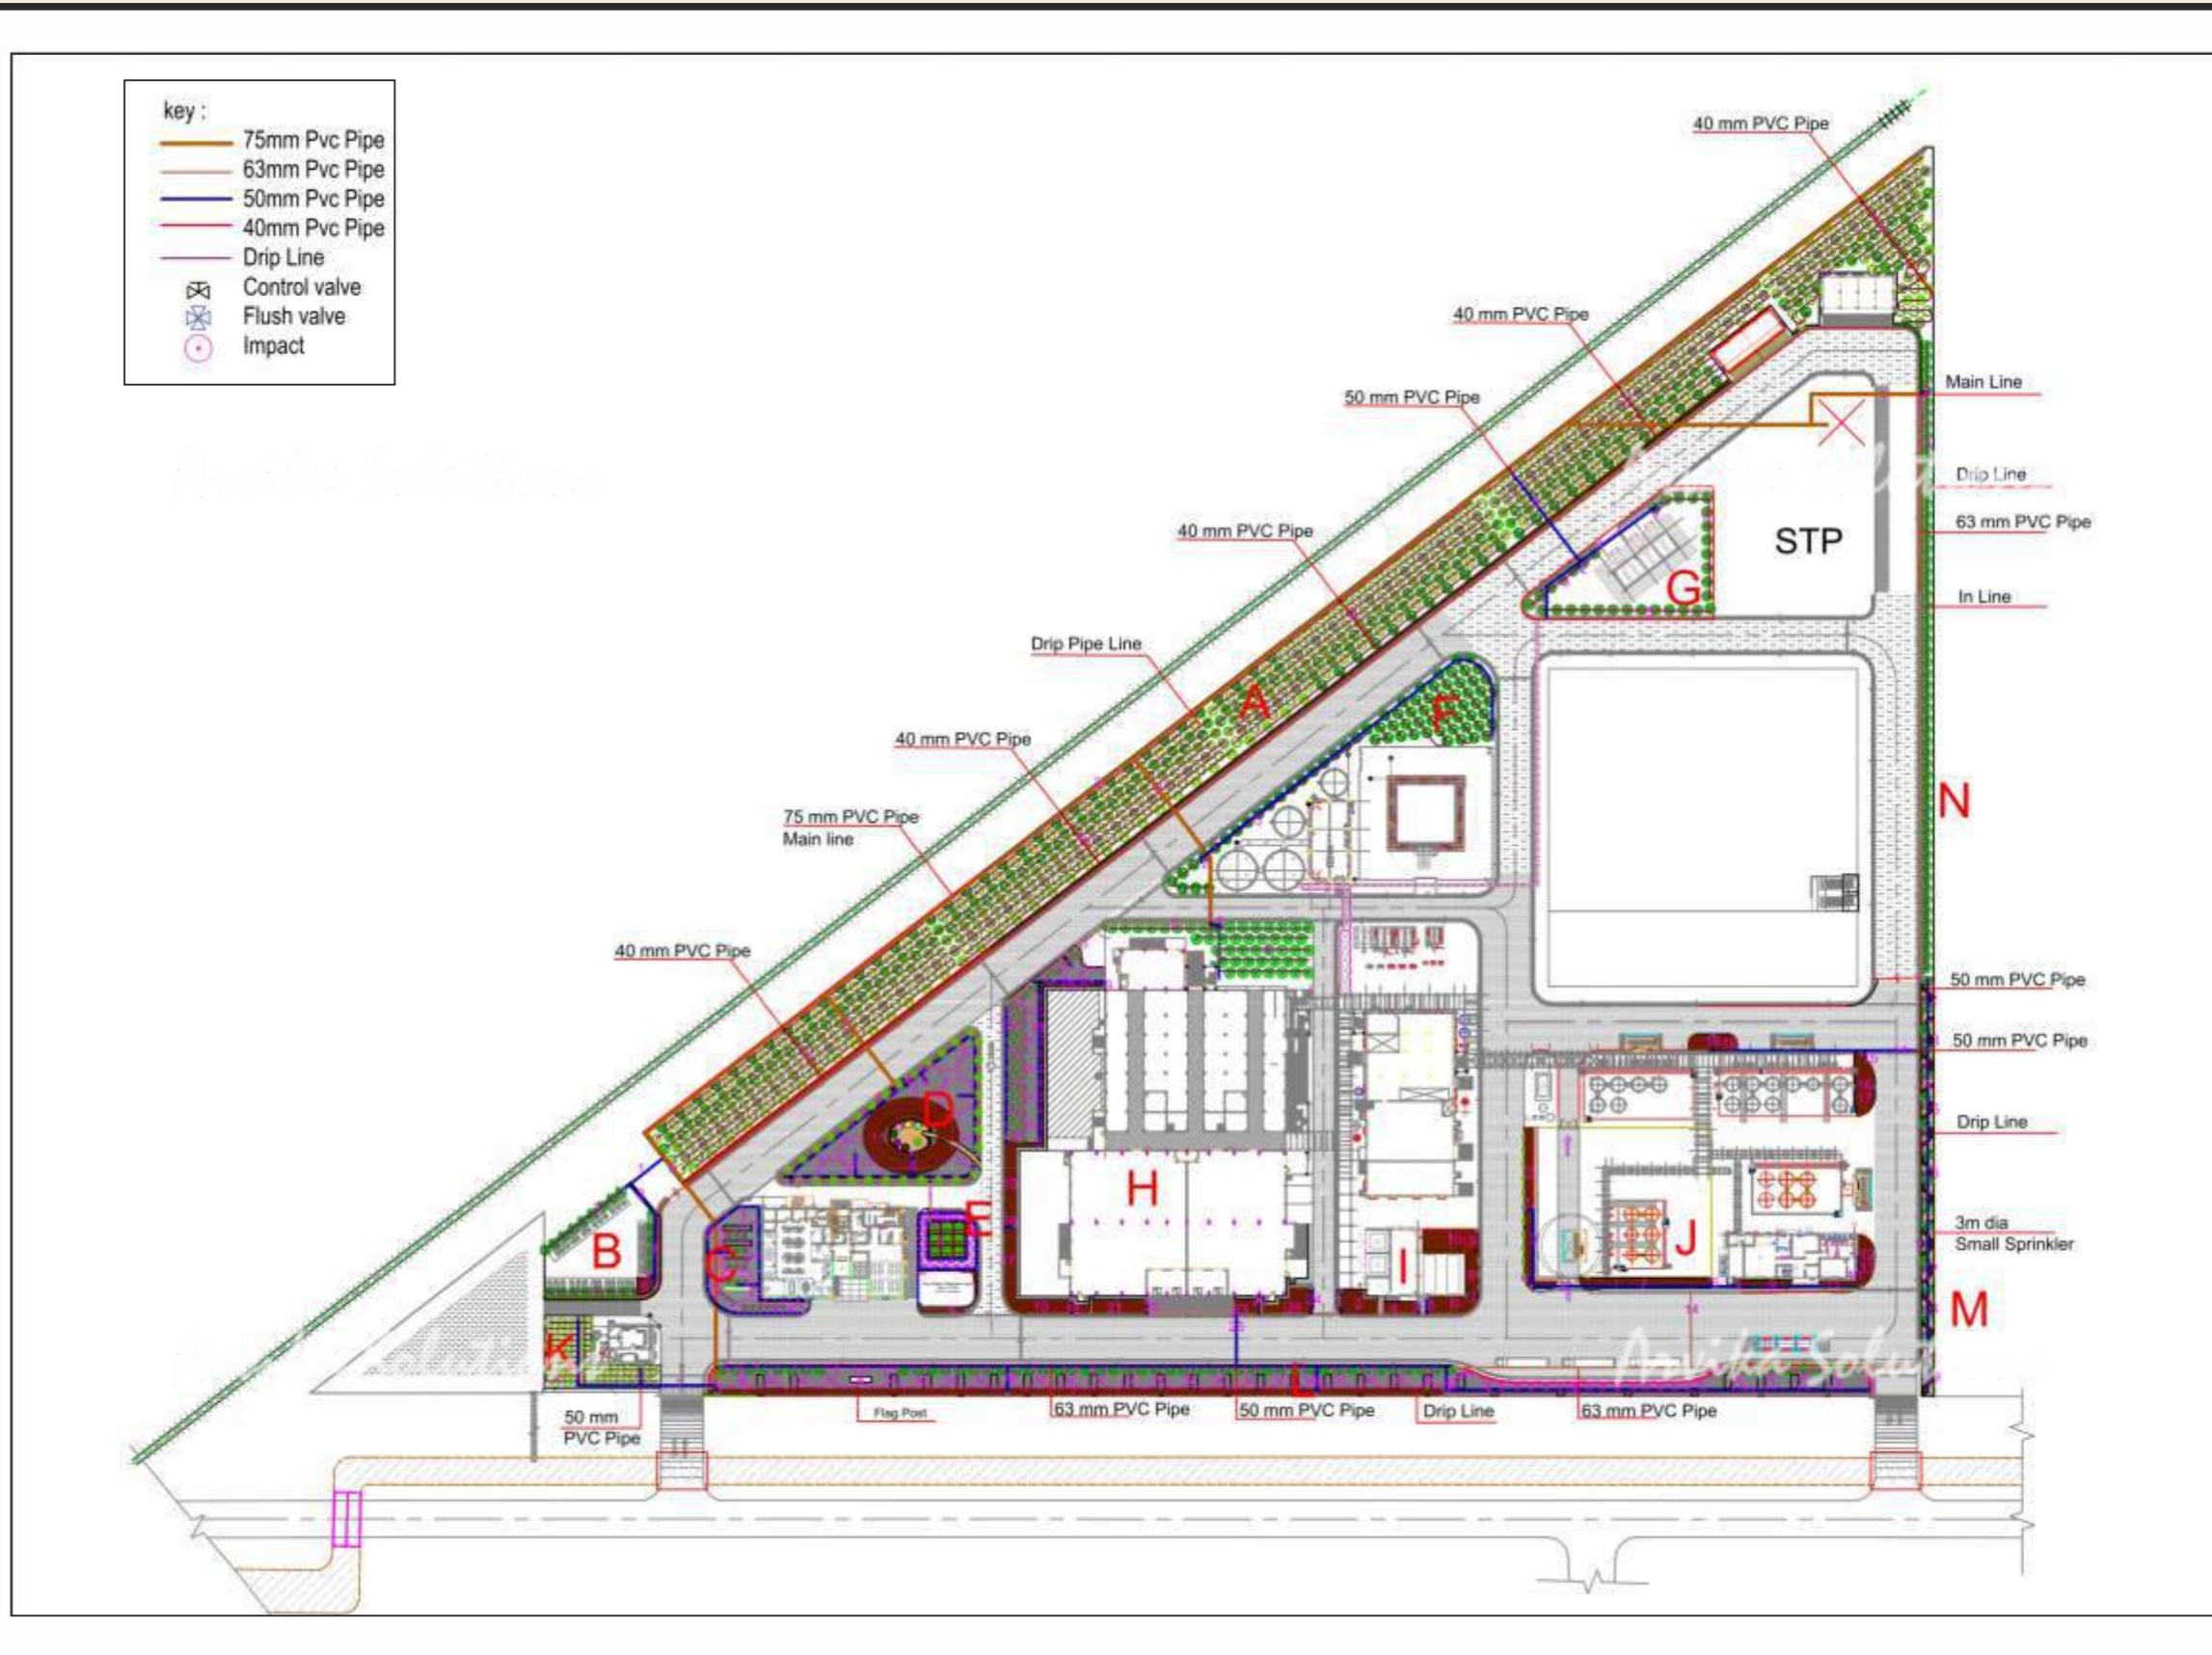 key :
75mm Pvc Pipe
63mm Pvc Pipe
50mm Pvc Pipe
40mm Pvc Pipe
Drip Line
Control valve
Flush valve
Impact
40 mm PVC Pipe
40 mm PVC Pipe
50 mm PVC Pipe
Main Line
Drip Line
63 mm PVC Pipe
STP
40 mm PVC Pipe
G
In Line
Drip Pipe Line
A
F
40 mm PVC Pipe
N
75 mm PVC Pipe
Main line
40 mm PVC Pipe
50 mm PVC Pipe
50 mm PVC Pipe
D
Drip Line
H
E
3m dia
Small Sprinkler
B
C
I
J
M
K
Arvika Solu
L
50 mm
PVC Pipe
Flag Post
63 mm PVC Pipe
50 mm PVC Pipe
Drip Line
63 mm PVC Pipe